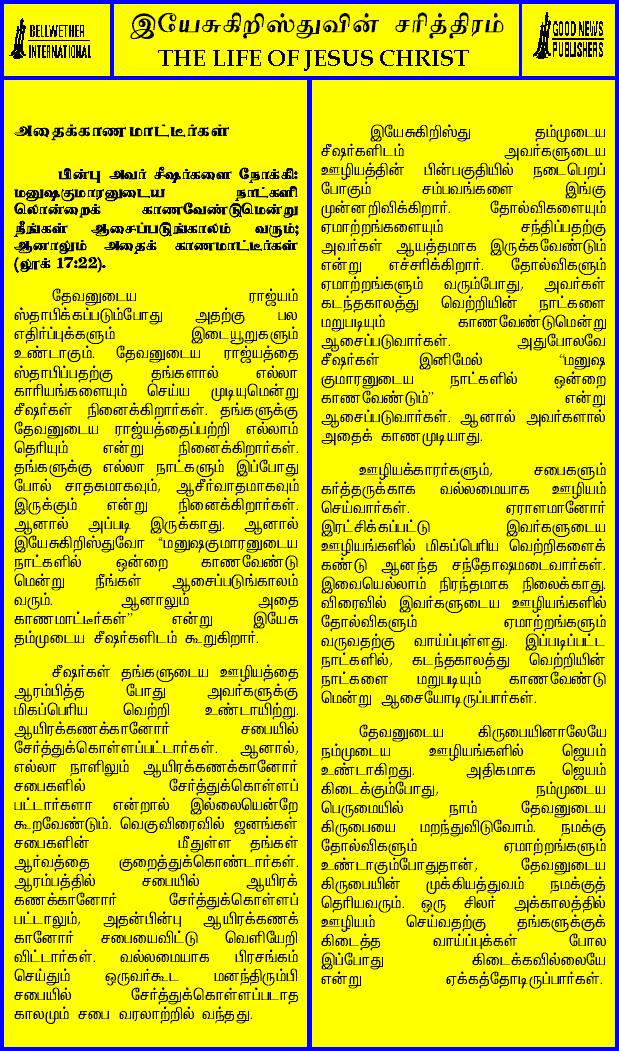 BELLWETHER
INTERNATIONAL
இயேசுகிறிஸ்துவின் சரித்திரம்
THE LIFE OF JESUS CHRIST
GOOD NEWS
PUBLISHERS
அதைக்காணமாட்டீர்கள்
பின்பு அவர் சீஷர்களை நோக்கி:
மனுஷகுமாரனுடைய நாட்களி
லொன்றைக் காணவேண்டுமென்று
நீங்கள் ஆசைப்படுங்காலம் வரும்;
ஆனாலும் அதைக் காணமாட்டீர்கள்
(லூக் 17:22).
தேவனுடைய ராஜ்யம்
ஸ்தாபிக்கப்படும்போது அதற்கு பல
எதிர்ப்புக்களும் இடையூறுகளும்
உண்டாகும். தேவனுடைய ராஜ்யத்தை
ஸ்தாபிப்பதற்கு தங்களால் எல்லா
காரியங்களையும் செய்ய முடியுமென்று
சீஷர்கள் நினைக்கிறார்கள். தங்களுக்கு
தேவனுடைய ராஜ்யத்தைப்பற்றி எல்லாம்
தெரியும் என்று நினைக்கிறார்கள்.
தங்களுக்கு எல்லா நாட்களும் இப்போது
போல் சாதகமாகவும், ஆசீர்வாதமாகவும்
இருக்கும் என்று நினைக்கிறார்கள்.
ஆனால் அப்படி இருக்காது. ஆனால்
இயேசுகிறிஸ்துவோ “மனுஷகுமாரனுடைய
நாட்களில் ஒன்றை காணவேண்டு
மென்று நீங்கள் ஆசைப்படுங்காலம்
வரும். ஆனாலும் அதை
காணமாட்டீர்கள்” என்று இயேசு
தம்முடைய சீஷர்களிடம் கூறுகிறார்.
சீஷர்கள் தங்களுடைய ஊழியத்தை
ஆரம்பித்த போது அவர்களுக்கு
மிகப்பெரிய வெற்றி உண்டாயிற்று.
ஆயிரக்கணக்கானோர் சபையில்
சேர்த்துக்கொள்ளப்பட்டார்கள். ஆனால்,
எல்லா நாளிலும் ஆயிரக்கணக்கானோர்
சபைகளில் சேர்த்துக்கொள்ளப்
பட்டார்களா என்றால் இல்லையென்றே
கூறவேண்டும். வெகுவிரைவில் ஜனங்கள்
சபைகளின் மீதுள்ள தங்கள்
ஆர்வத்தை குறைத்துக்கொண்டார்கள்.
ஆரம்பத்தில் சபையில் ஆயிரக்
கணக்கானோர் சேர்த்துக்கொள்ளப்
பட்டாலும், அதன்பின்பு ஆயிரக்கணக்
கானோர் சபையைவிட்டு வெளியேறி
விட்டார்கள். வல்லமையாக பிரசங்கம்
செய்தும் ஒருவர்கூட மனந்திரும்பி
சபையில் சேர்த்துக்கொள்ளப்படாத
காலமும் சபை வரலாற்றில் வந்தது.
இயேசுகிறிஸ்து தம்முடைய
சீஷர்களிடம் அவர்களுடைய
ஊழியத்தின் பின்பகுதியில் நடைபெறப்
போகும் சம்பவங்களை இங்கு
முன்னறிவிக்கிறார். தோல்விகளையும்
ஏமாற்றங்களையும் சந்திப்பதற்கு
அவர்கள் ஆயத்தமாக இருக்கவேண்டும்
என்று எச்சரிக்கிறார். தோல்விகளும்
ஏமாற்றங்களும் வரும்போது, அவர்கள்
கடந்தகாலத்து வெற்றியின் நாட்களை
மறுபடியும் காணவேண்டுமென்று
ஆசைப்படுவார்கள். அதுபோலவே
சீஷர்கள் இனிமேல் “மனுஷ
குமாரனுடைய நாட்களில் ஒன்றை
காணவேண்டும்” என்று
ஆசைப்படுவார்கள். ஆனால் அவர்களால்
அதைக் காணமுடியாது.
ஊழியக்காரர்களும், சபைகளும்
கர்த்தருக்காக வல்லமையாக ஊழியம்
செய்வார்கள். ஏராளமானோர்
இரட்சிக்கப்பட்டு இவர்களுடைய
ஊழியங்களில் மிகப்பெரிய வெற்றிகளைக்
கண்டு ஆனந்த சந்தோஷமடைவார்கள்.
இவையெல்லாம் நிரந்தமாக நிலைக்காது.
விரைவில் இவர்களுடைய ஊழியங்களில்
தோல்விகளும் ஏமாற்றங்களும்
வருவதற்கு வாய்ப்புள்ளது. இப்படிப்பட்ட
நாட்களில், கடந்தகாலத்து வெற்றியின்
நாட்களை மறுபடியும் காணவேண்டு
மென்று ஆசையோடிருப்பார்கள்.
தேவனுடைய கிருபையினாலேயே
நம்முடைய ஊழியங்களில் ஜெயம்
உண்டாகிறது. அதிகமாக ஜெயம்
கிடைக்கும்போது, நம்முடைய
பெருமையில் நாம் தேவனுடைய
கிருபையை மறந்துவிடுவோம். நமக்கு
தோல்விகளும் ஏமாற்றங்களும்
உண்டாகும்போதுதான், தேவனுடைய
கிருபையின் முக்கியத்துவம் நமக்குத்
தெரியவரும். ஒரு சிலர் அக்காலத்தில்
ஊழியம் செய்வதற்கு தங்களுக்குக்
கிடைத்த வாய்ப்புக்கள் போல
இப்போது கிடைக்கவில்லையே
என்று ஏக்கத்தோடிருப்பார்கள்.